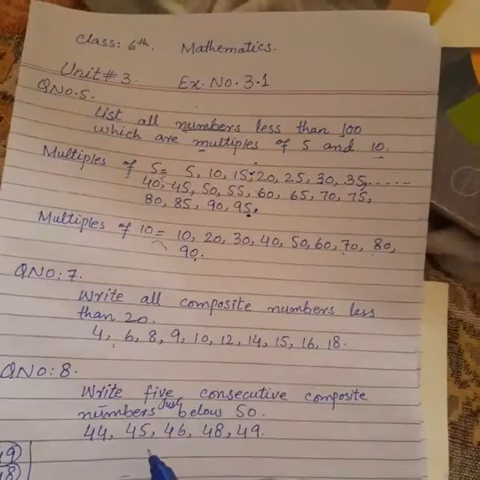 Class: 6th. Mathematics.
Unit # 3. Ex. No. 3.1
QNO.5.
List all numbers less than 100
which are multiples of 5 and 10.
Multiples of 5= 5, 10, 15, 20, 25, 30, 35,......
40, 45, 50, 55, 60, 65, 70, 75,
80, 85, 90, 95.
Multiples of 10 = 10, 20, 30, 40, 50, 60, 70, 80,
90.
QNO:7.
Write all composite numbers less
than 20.
4, 6, 8, 9, 10, 12, 14, 15, 16, 18.
QNO:8.
Write five consecutive composite
numbers just below 50.
44, 45, 46, 48, 49.
49
48